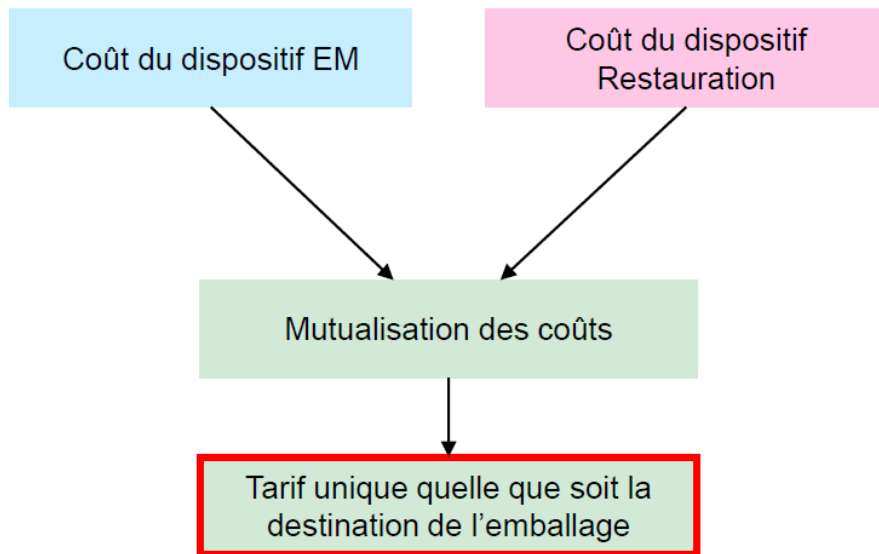 Coût du dispositif EM
Coût du dispositif
Restauration
Mutualisation des coûts
Tarif unique quelle que soit la
destination de l’emballage